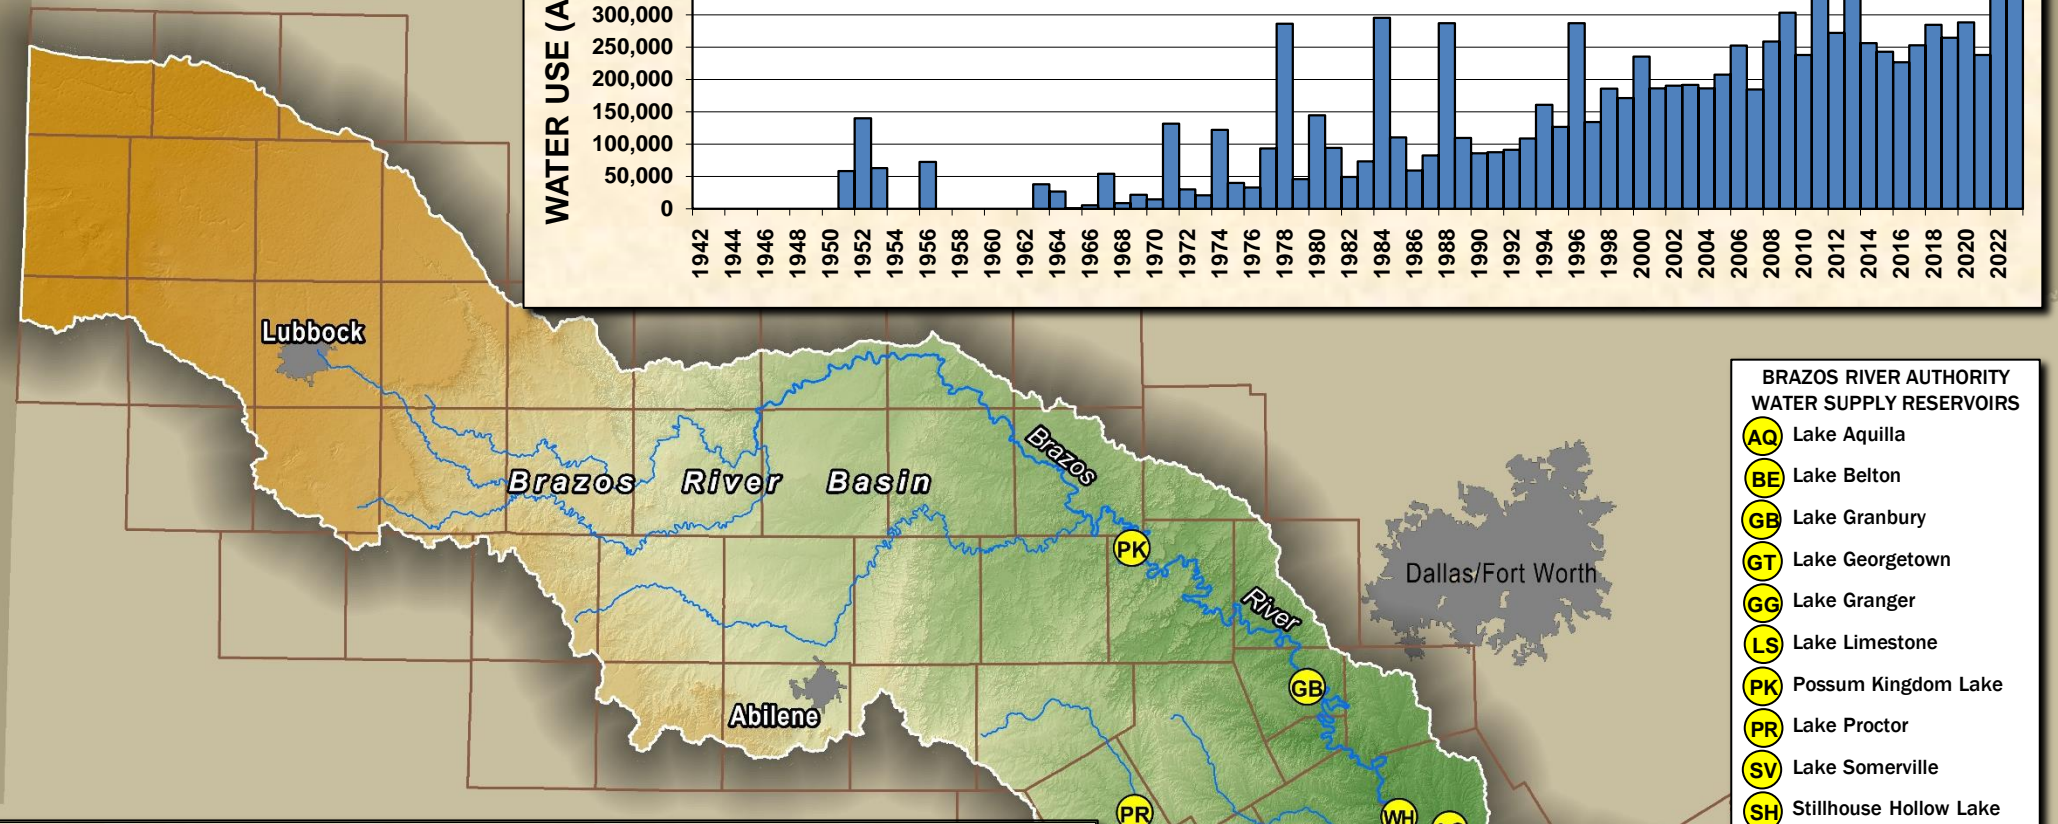 WATER USE (A
300,000
250,000
200,000
150,000
100,000
50,000
0
1942 1944 1946 1948 1950 1952 1954 1956 1958 1960 1962 1964 1966 1968 1970 1972 1974 1976 1978 1980 1982 1984 1986 1988 1990 1992 1994 1996 1998 2000 2002 2004 2006 2008 2010 2012 2014 2016 2018 2020 2022
Lubbock
Brazos River Basin
Brazos
River
Abilene
Dallas/Fort Worth
PK
GB
PR
WH
BRAZOS RIVER AUTHORITY
WATER SUPPLY RESERVOIRS
AQ Lake Aquilla
BE Lake Belton
GB Lake Granbury
GT Lake Georgetown
GG Lake Granger
LS Lake Limestone
PK Possum Kingdom Lake
PR Lake Proctor
SV Lake Somerville
SH Stillhouse Hollow Lake